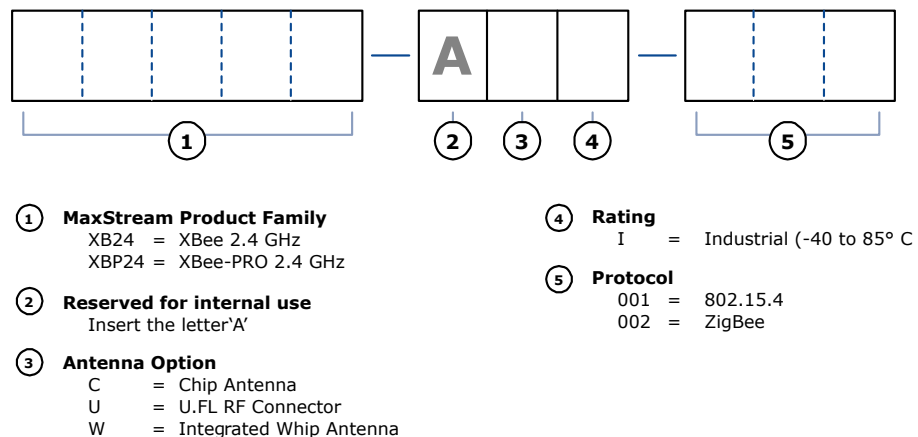 A
1 2 3 4 5
1 MaxStream Product Family
XB24 = XBee 2.4 GHz
XBP24 = XBee-PRO 2.4 GHz
2 Reserved for internal use
Insert the letter‘A’
3 Antenna Option
C = Chip Antenna
U = U.FL RF Connector
W = Integrated Whip Antenna
4 Rating
I = Industrial (-40 to 85° C
5 Protocol
001 = 802.15.4
002 = ZigBee